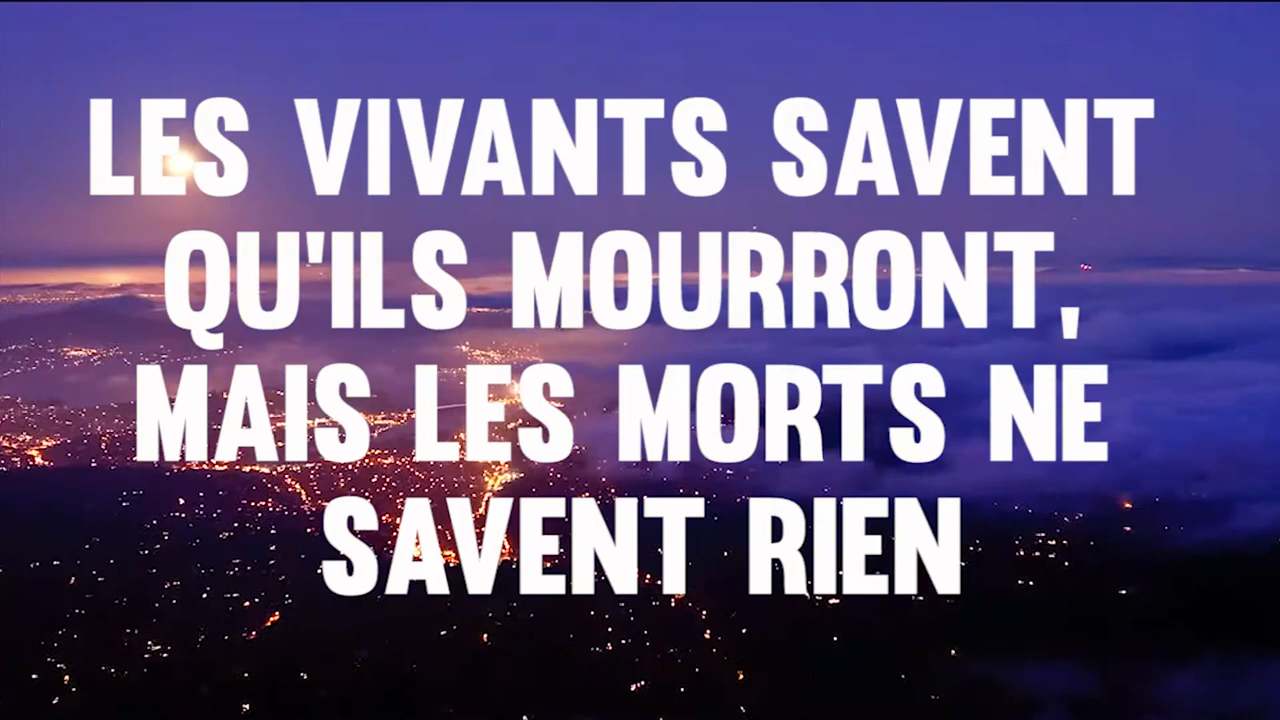 LES VIVANTS SAVENT
QU'ILS MOURRONT,
MAIS LES MORTS NE
SAVENT RIEN